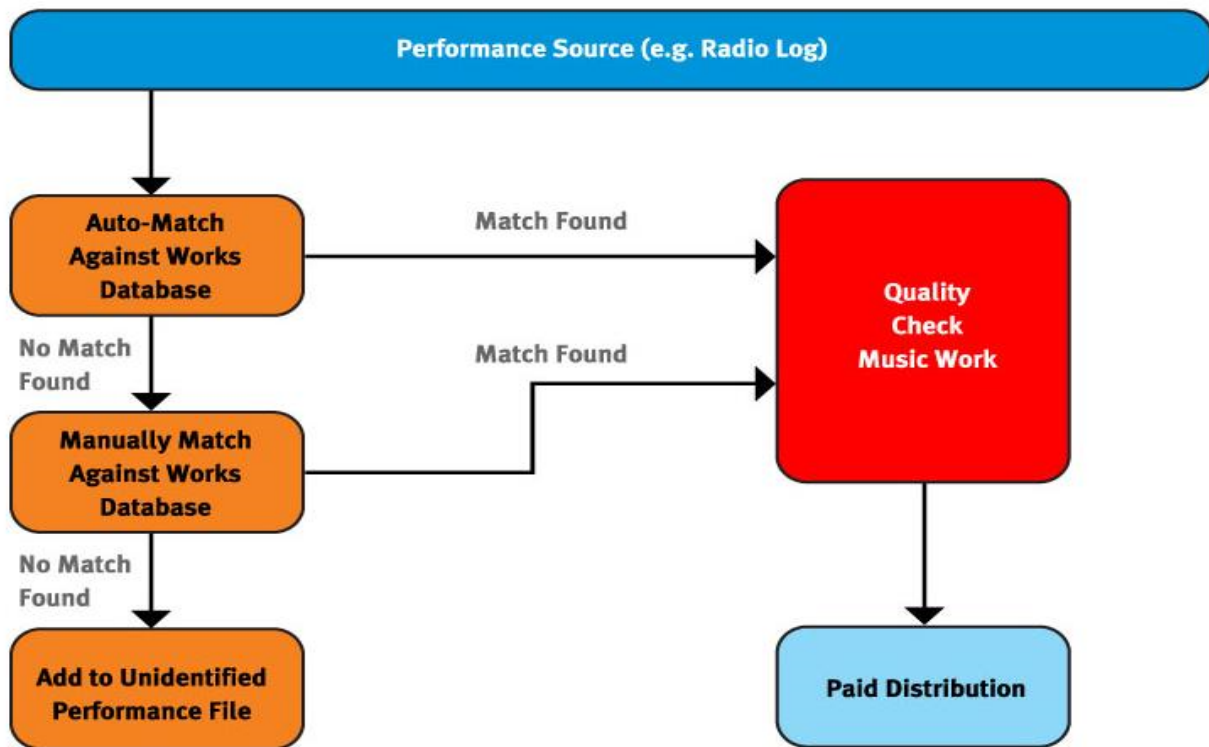 Performance Source (e.g. Radio Log)
Auto-Match
Against Works
Database
Match Found
Quality
Check
Music Work
No Match
Found
Match Found
Manually Match
Against Works
Database
No Match
Found
Add to Unidentified
Performance File
Paid Distribution